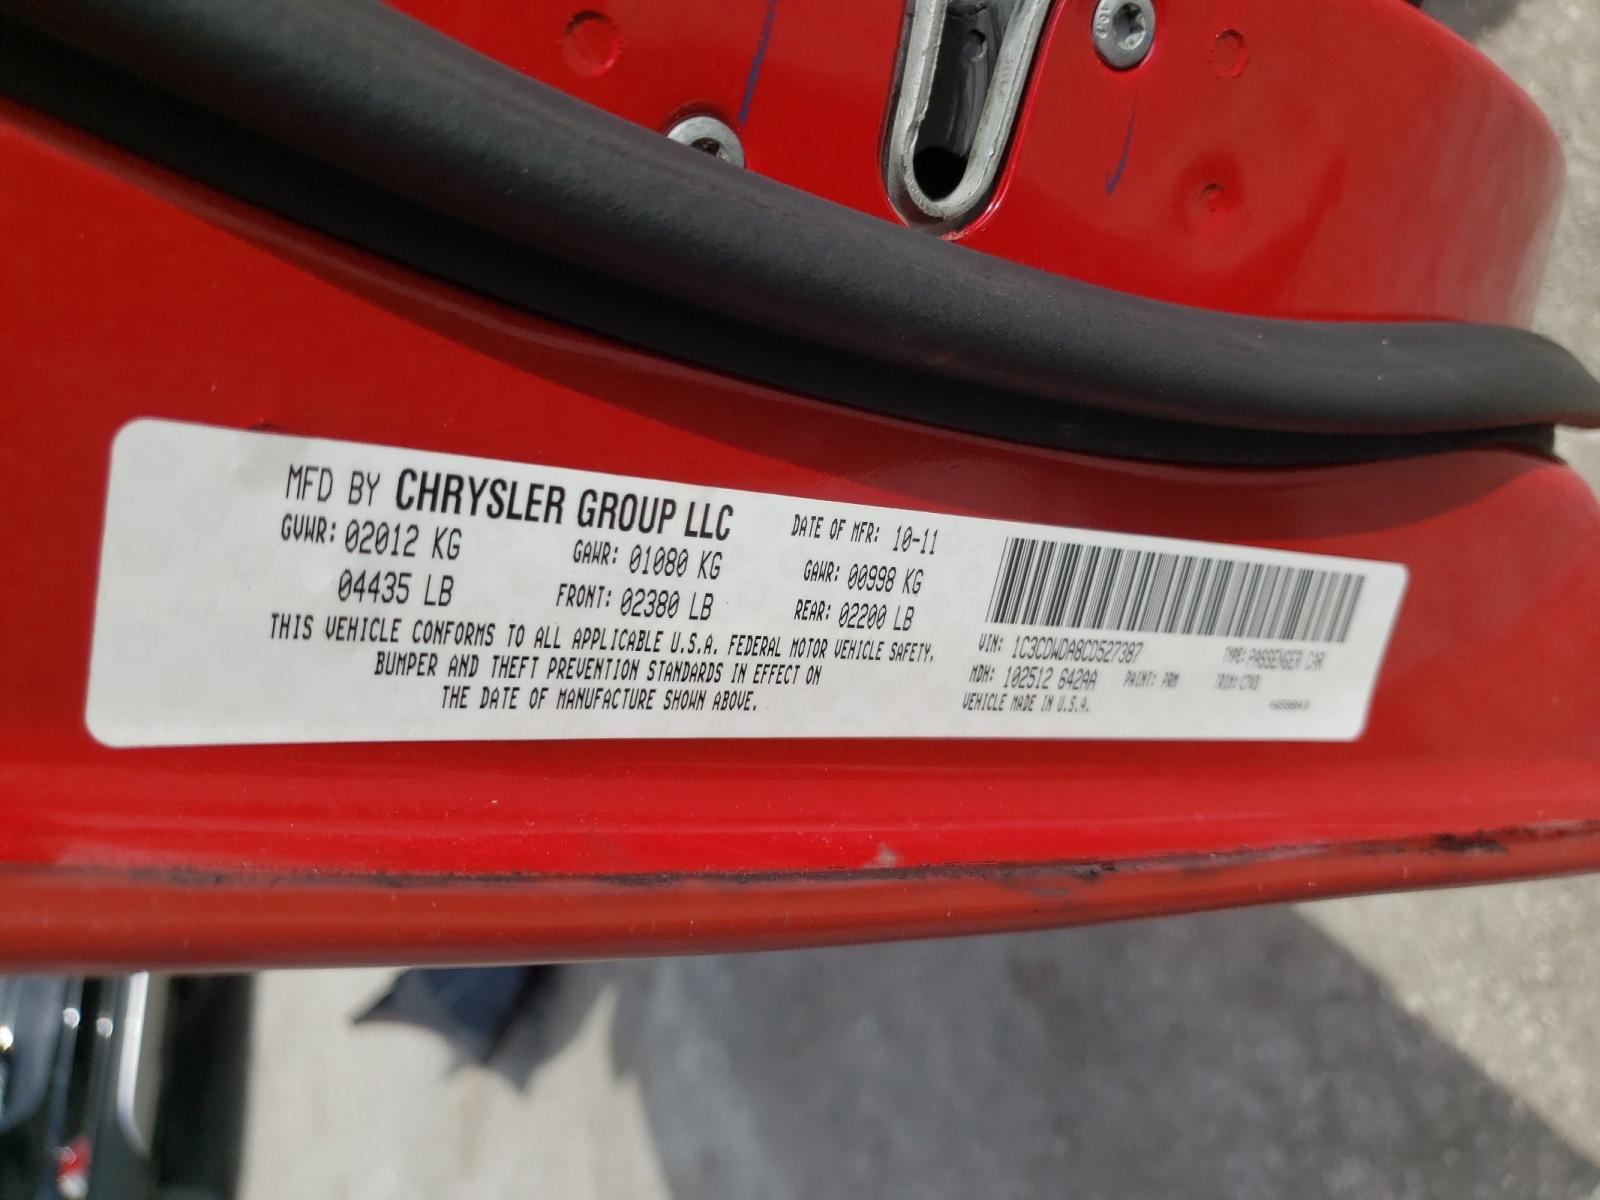 MFD BY CHRYSLER GROUP LLC
DATE OF MFR: 10-11
GVWR: 02012 KG
GAWR: 01080 KG
GAWR: 00998 KG
04435 LB
FRONT: 02380 LB
REAR: 02200 LB
THIS VEHICLE CONFORMS TO ALL APPLICABLE U.S.A. FEDERAL MOTOR VEHICLE SAFETY,
BUMPER AND THEFT PREVENTION STANDARDS IN EFFECT ON
THE DATE OF MANUFACTURE SHOWN ABOVE.
VIN: 1C3CDWDA8CD527387
TYPE: PASSENGER CAR
MDH: 102512 642AA
PAINT: PRM
TRIM:
VEHICLE MADE IN U.S.A.